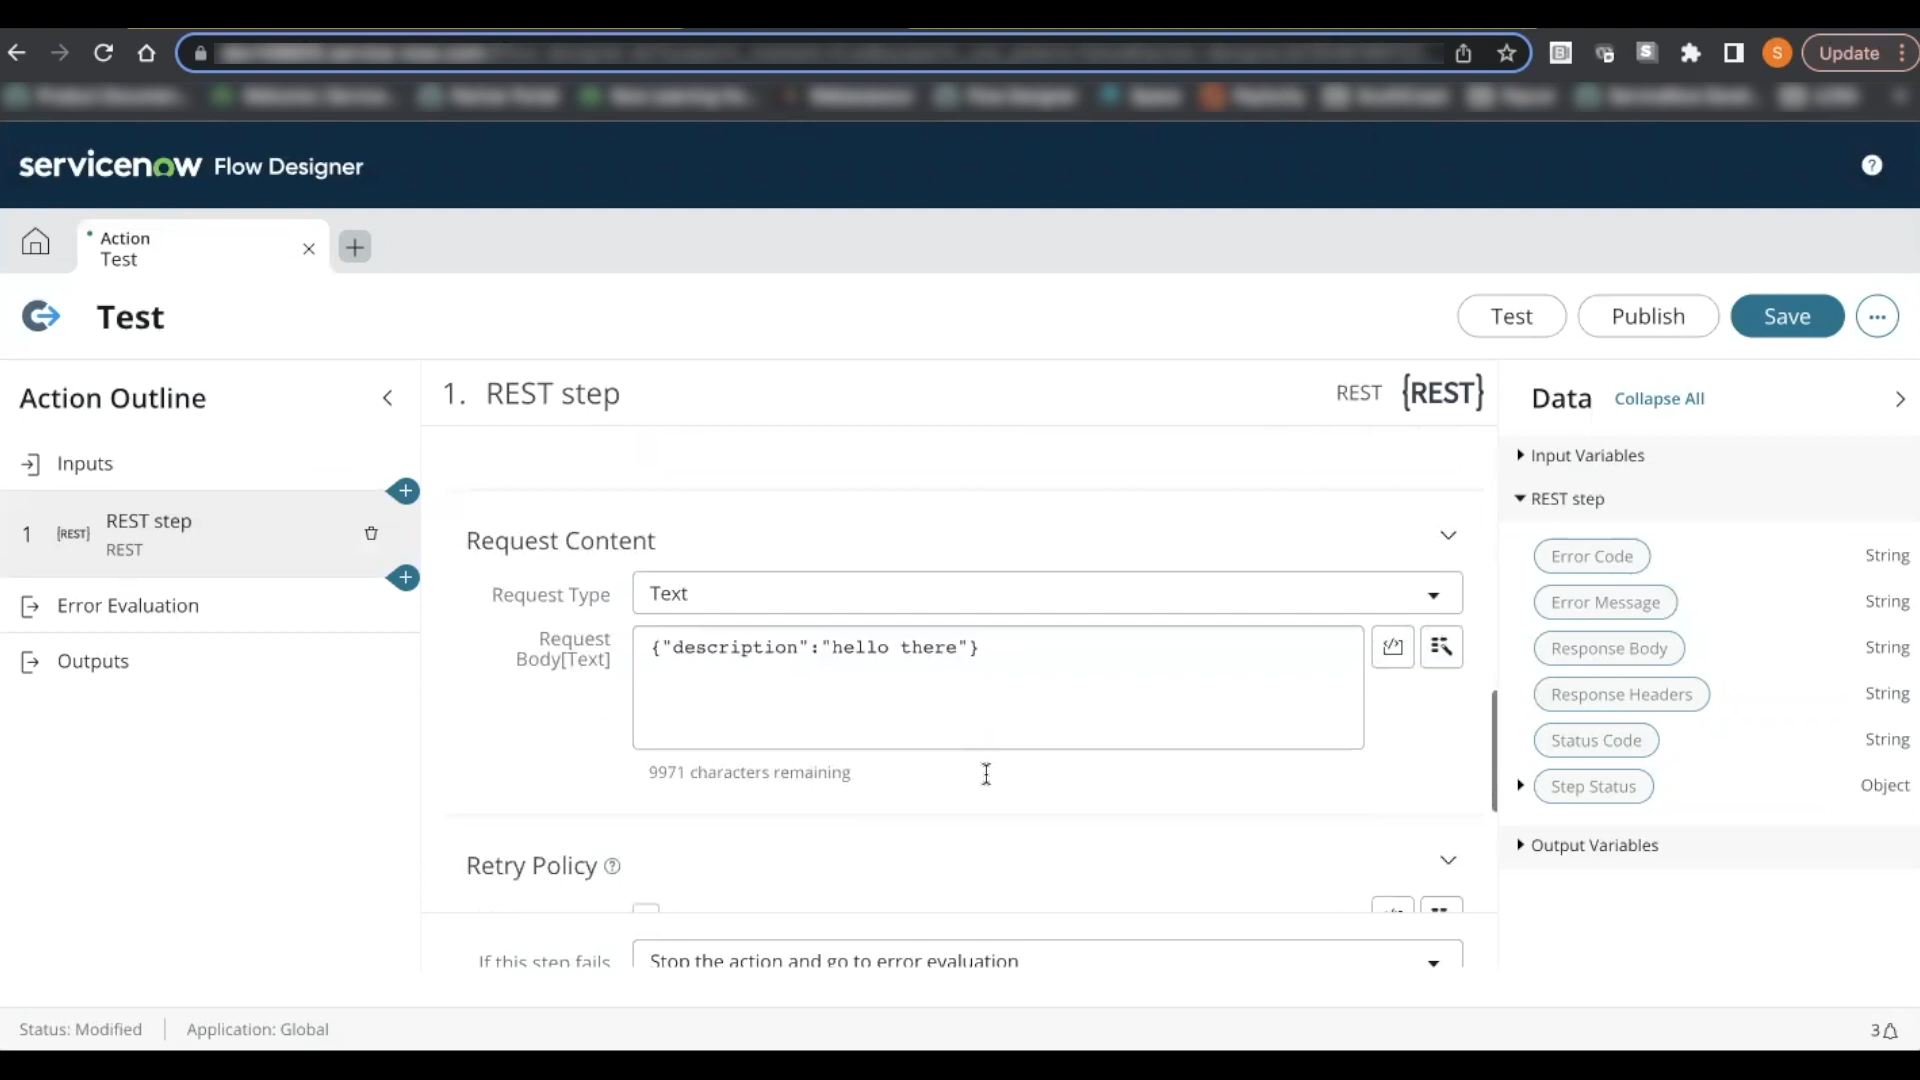 S
Update
servicenow Flow Designer
?
Action
Test
Test
Test
Publish
Save
Action Outline
Inputs
1
{REST}
REST step
REST
Error Evaluation
Outputs
1. REST step
REST {REST}
Request Content
Request Type
Text
Request
Body[Text]
{"description":"hello there"}
9971 characters remaining
Retry Policy ?
If this step fails
Stop the action and go to error evaluation
Data
Collapse All
Input Variables
REST step
Error Code String
Error Message String
Response Body String
Response Headers String
Status Code String
Step Status Object
Output Variables
Status: Modified
Application: Global
3